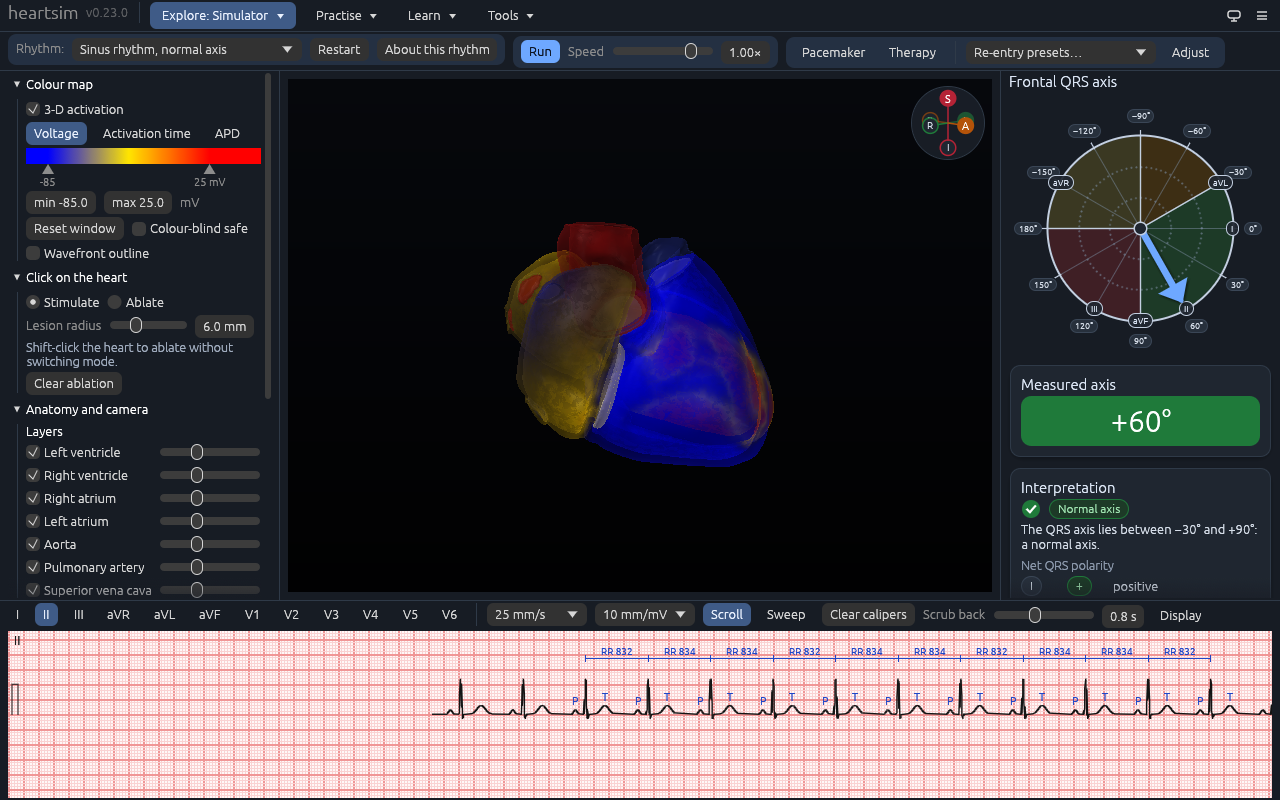 heartsim v0.23.0 Explore: Simulator Practise Learn Tools
Rhythm: Sinus rhythm, normal axis Restart About this rhythm Run Speed 1.00× Pacemaker Therapy Re-entry presets... Adjust
Colour map
3-D activation
Voltage Activation time APD
-85 25 mV
min -85.0 max 25.0 mV
Reset window Colour-blind safe
Wavefront outline
Click on the heart
Stimulate Ablate
Lesion radius 6.0 mm
Shift-click the heart to ablate without
switching mode.
Clear ablation
Anatomy and camera
Layers
Left ventricle
Right ventricle
Right atrium
Left atrium
Aorta
Pulmonary artery
Superior vena cava
S
R A
I
Frontal QRS axis
−90°
−120° −60°
−150° aVR aVL −30°
180° I 0°
150° 30°
III II
120° aVF 60°
90°
Measured axis
+60°
Interpretation
Normal axis
The QRS axis lies between −30° and +90°:
a normal axis.
Net QRS polarity
I + positive
I II III aVR aVL aVF V1 V2 V3 V4 V5 V6 25 mm/s 10 mm/mV Scroll Sweep Clear calipers Scrub back 0.8 s Display
II
RR 832 RR 834 RR 834 RR 832 RR 834 RR 834 RR 832 RR 834 RR 834 RR 832
P T P T P T P T P T P T P T P T P T P T P T